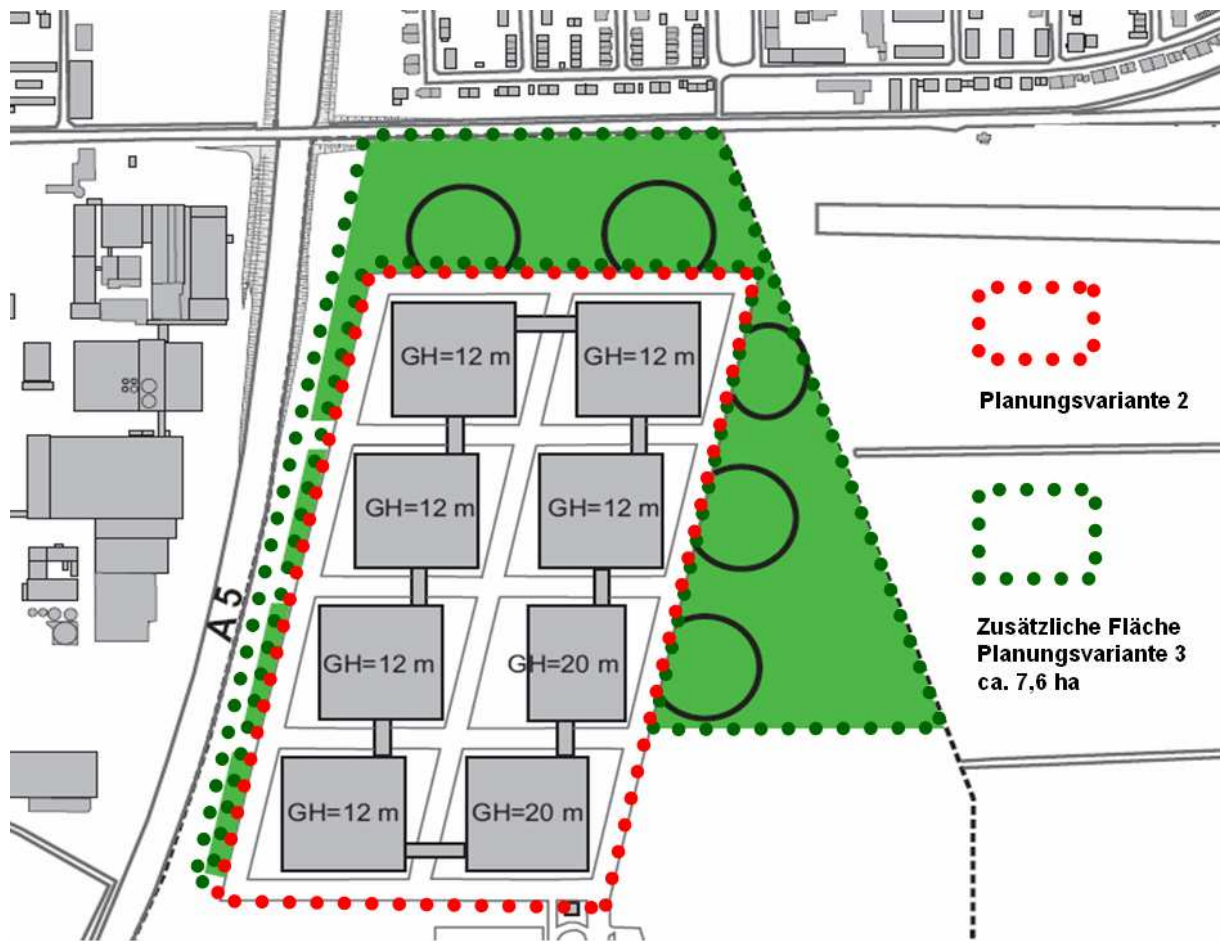 GH=12 m
GH=12 m
GH=12 m
GH=12 m
GH=12 m
GH=20 m
GH=12 m
GH=20 m
A 5
Planungsvariante 2
Zusätzliche Fläche
Planungsvariante 3
ca. 7,6 ha